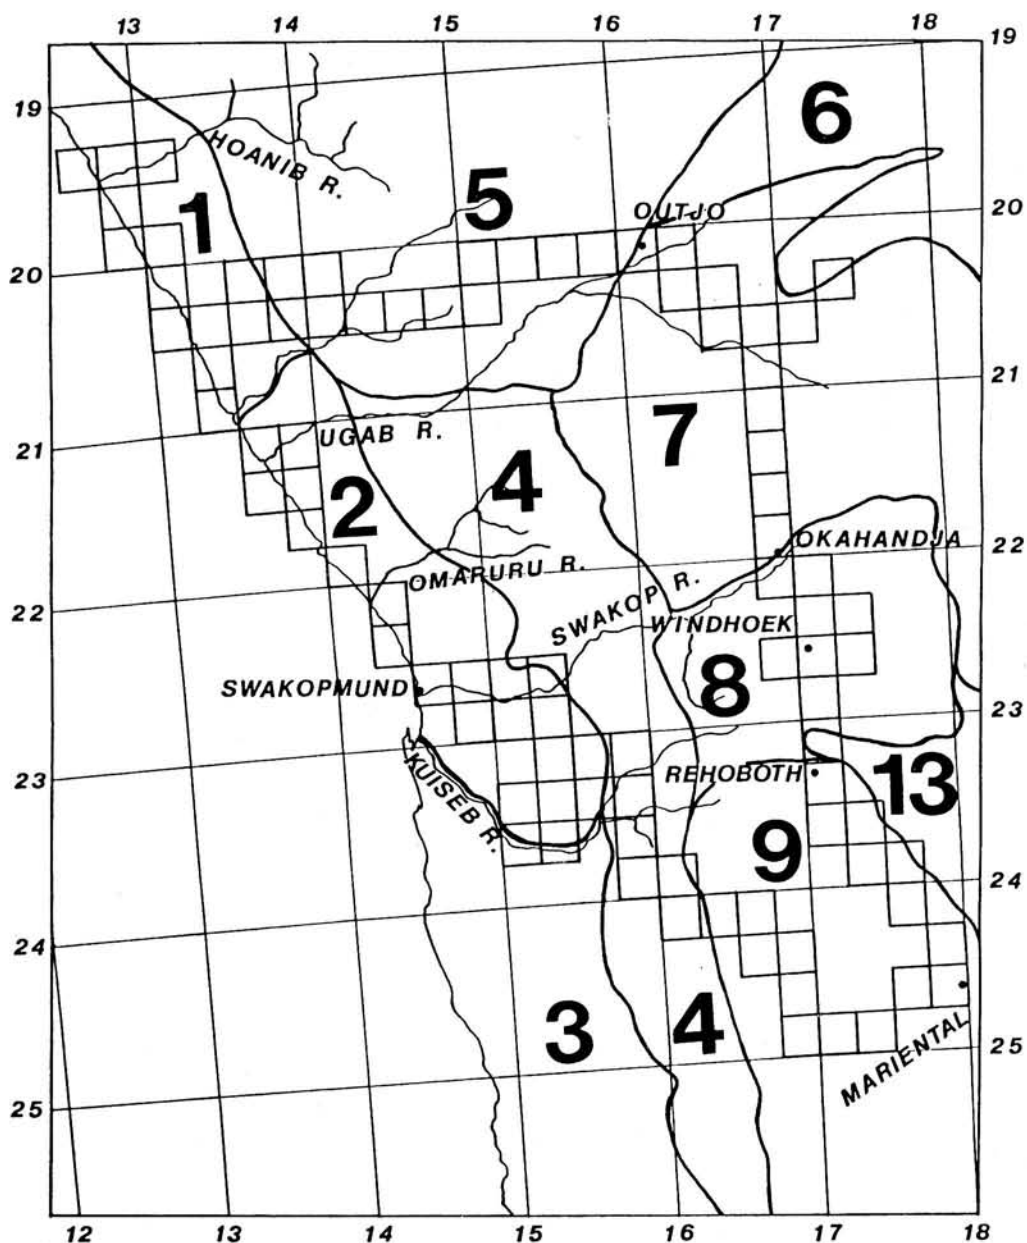 13 14 15 16 17 18
19
19
6
HOANIB R.
5
1
OUTJO
20
20
21
7
UGAB R.
21
2
4
OKAHANDJA
22
OMARURU R.
SWAKOP R.
22
WINDHOEK
8
SWAKOPMUND
23
KUISEB R.
REHOBOTH
13
23
9
24
24
3
4
25
MARIENTAL
25
12 13 14 15 16 17 18